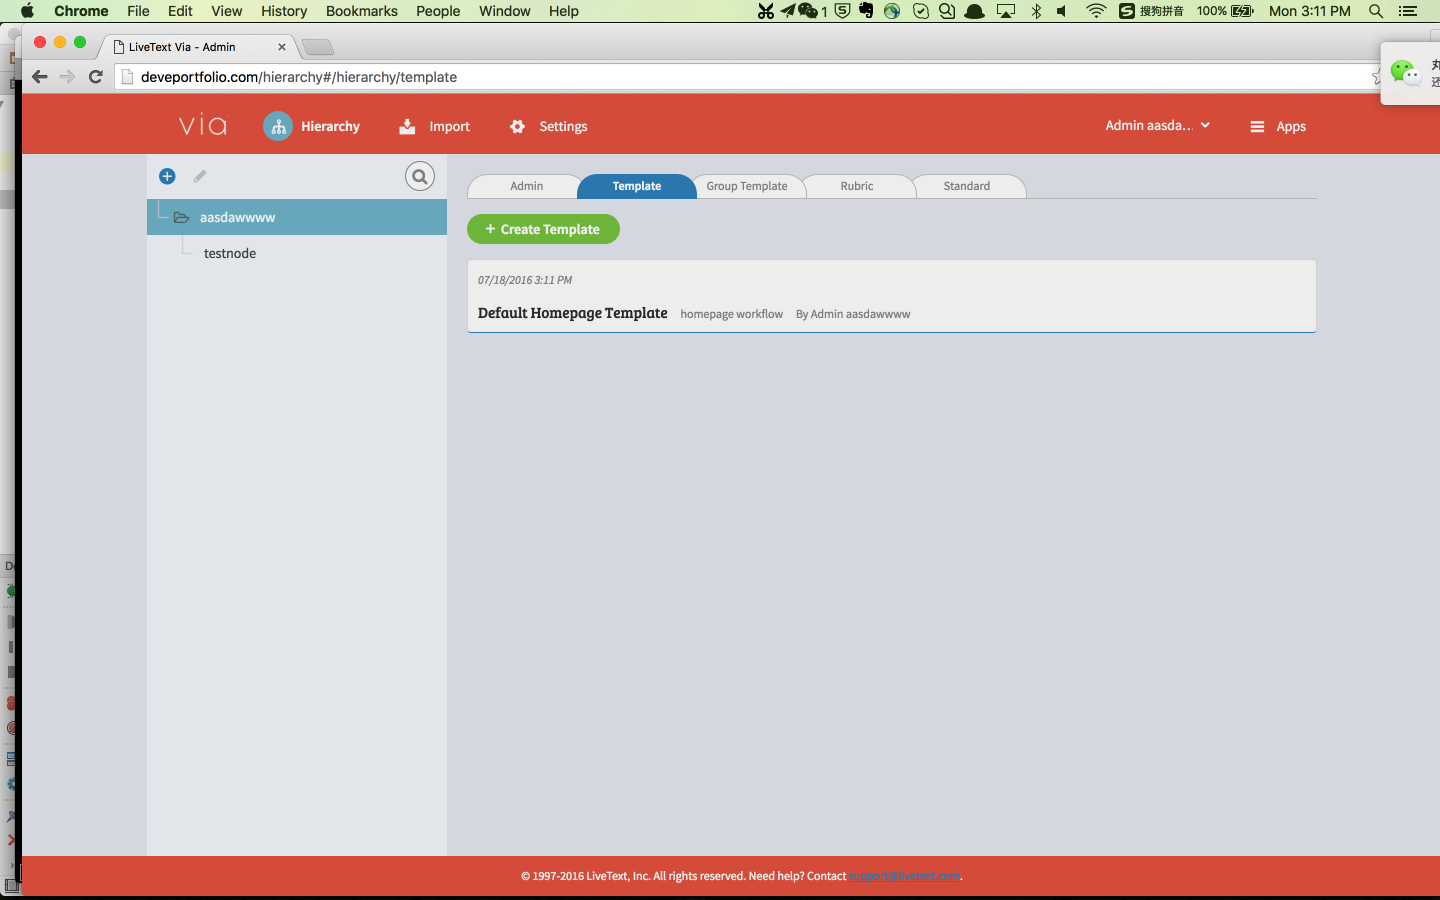 Chrome File Edit View History Bookmarks People Window Help 1 搜狗拼音 100% Mon 3:11 PM
LiveText Via - Admin
deveportfolio.com/hierarchy#/hierarchy/template
via Hierarchy Import Settings Admin aasda... Apps
aasdawwww
testnode
Admin Template Group Template Rubric Standard
+ Create Template
07/18/2016 3:11 PM
Default Homepage Template homepage workflow By Admin aasdawwww
© 1997-2016 LiveText, Inc. All rights reserved. Need help? Contact support@livetext.com.